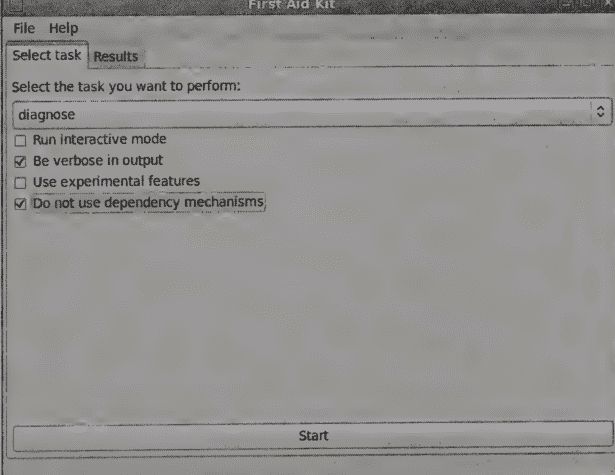 First Aid Kit
File Help
Select task Results
Select the task you want to perform:
diagnose
Run interactive mode
Be verbose in output
Use experimental features
Do not use dependency mechanisms
Start